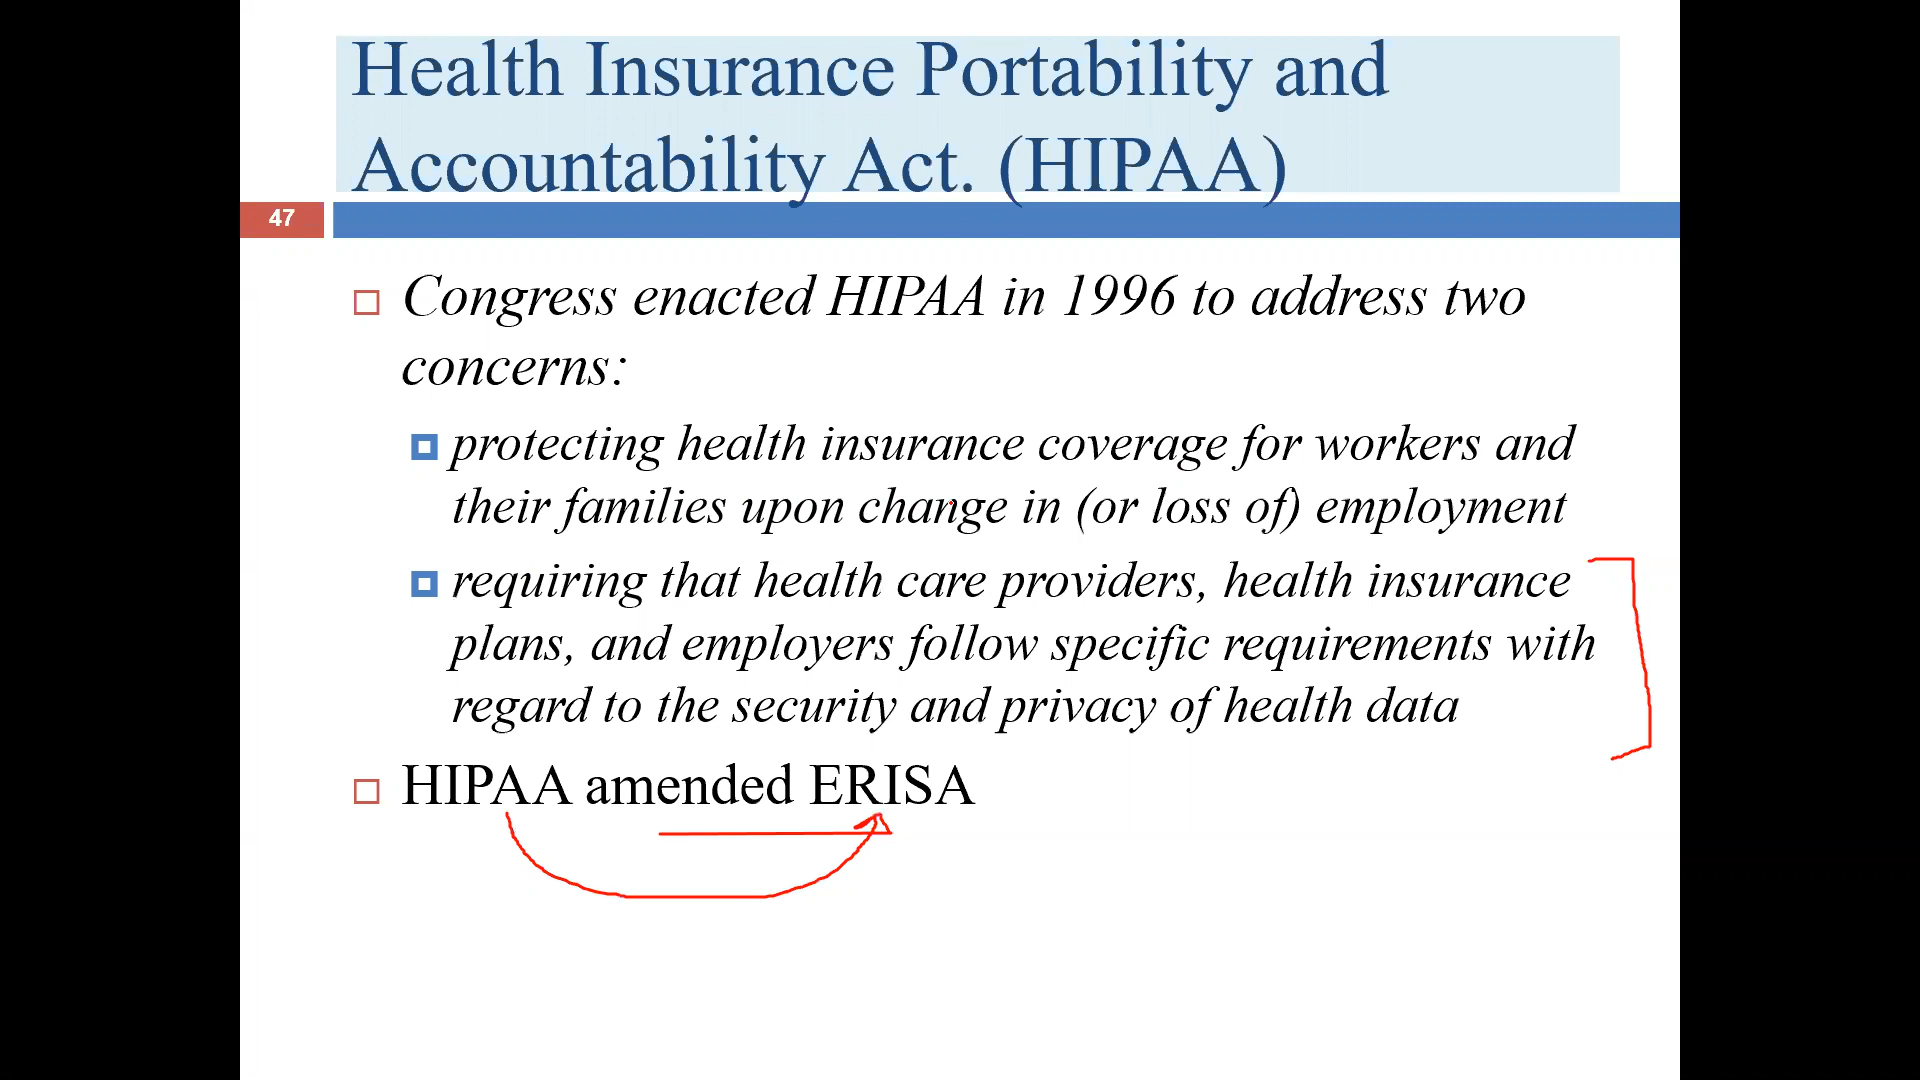 Health Insurance Portability and
Accountability Act. (HIPAA)
47
Congress enacted HIPAA in 1996 to address two
concerns:
protecting health insurance coverage for workers and
their families upon change in (or loss of) employment
requiring that health care providers, health insurance
plans, and employers follow specific requirements with
regard to the security and privacy of health data
HIPAA amended ERISA